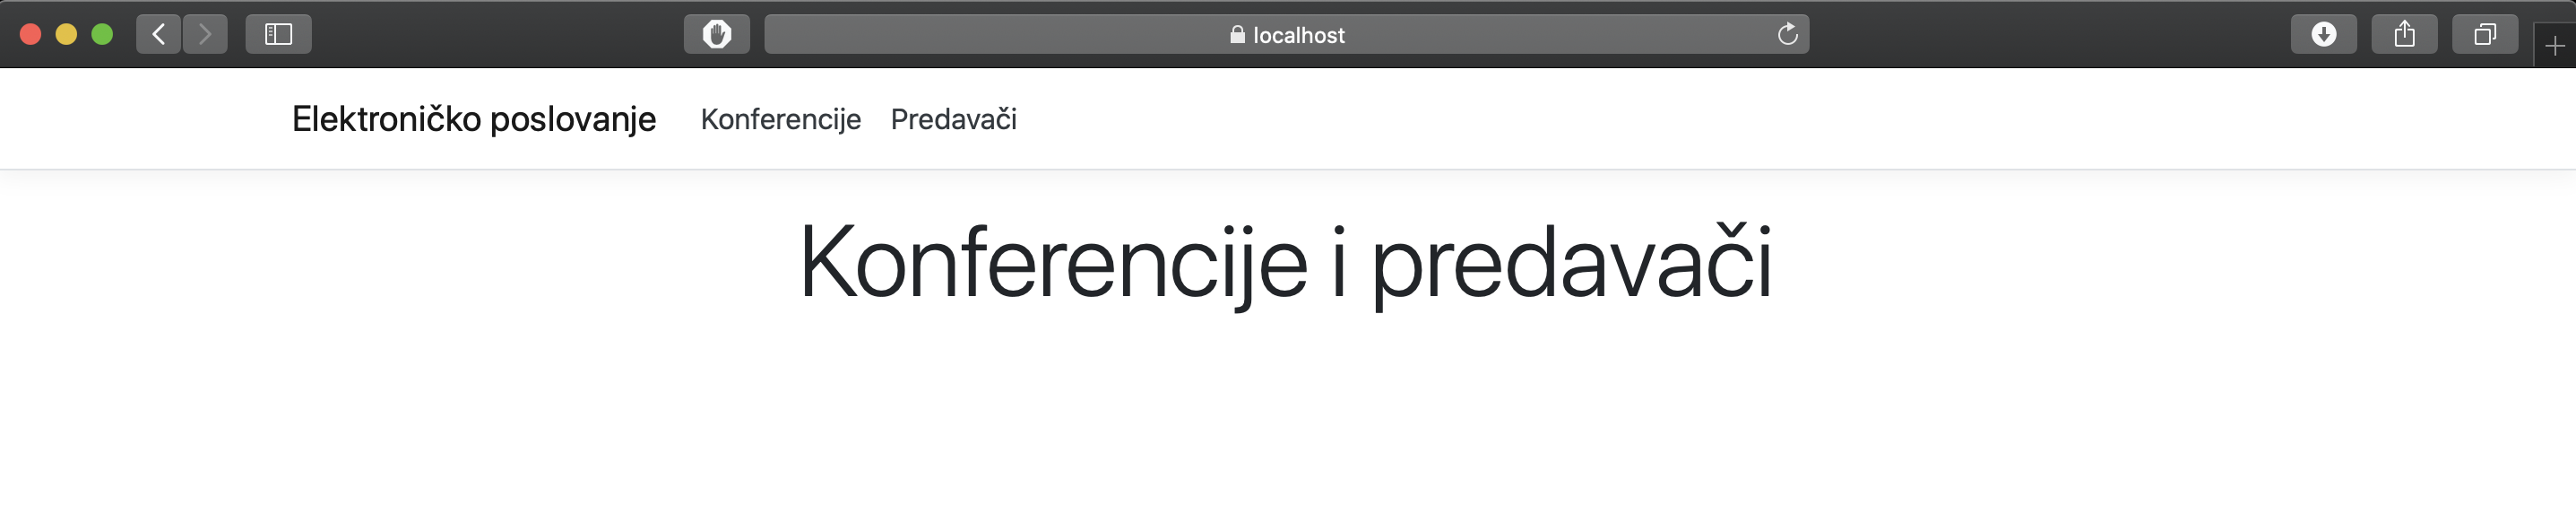 localhost
Elektroničko poslovanje Konferencije Predavači
Konferencije i predavači